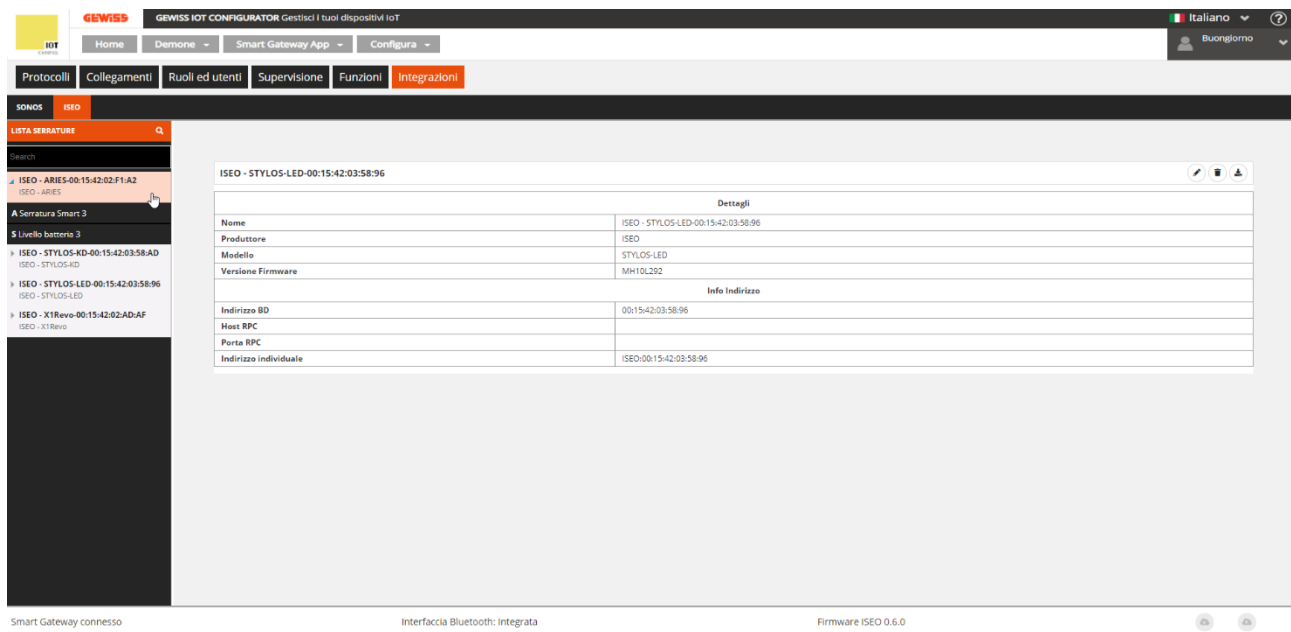 GEWISS GEWISS IOT CONFIGURATOR Gestisci i tuoi dispositivi IoT Italiano
IOT Home Demone Smart Gateway App Configura Buongiorno
Protocolli Collegamenti Ruoli ed utenti Supervisione Funzioni Integrazioni
SONOS ISEO
LISTA SERRATURE
Search
ISEO - ARIES-00:15:42:02:F1:A2
ISEO - ARIES
A Serratura Smart 3
S Livello batteria 3
ISEO - STYLOS-KD-00:15:42:03:58:AD
ISEO - STYLOS-KD
ISEO - STYLOS-LED-00:15:42:03:58:96
ISEO - STYLOS-LED
ISEO - X1Revo-00:15:42:02:AD:AF
ISEO - X1Revo
ISEO - STYLOS-LED-00:15:42:03:58:96
Dettagli
Nome ISEO - STYLOS-LED-00:15:42:03:58:96
Produttore ISEO
Modello STYLOS-LED
Versione Firmware MH10L292
Info Indirizzo
Indirizzo BD 00:15:42:03:58:96
Host RPC
Porta RPC
Indirizzo individuale ISEO:00:15:42:03:58:96
Smart Gateway connesso Interfaccia Bluetooth: Integrata Firmware ISEO 0.6.0